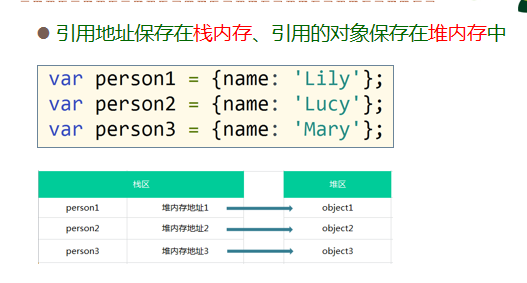 引用地址保存在栈内存、引用的对象保存在堆内存中
var person1 = {name: 'Lily'};
var person2 = {name: 'Lucy'};
var person3 = {name: 'Mary'};
栈区 堆区
person1 堆内存地址1 object1
person2 堆内存地址2 object2
person3 堆内存地址3 object3